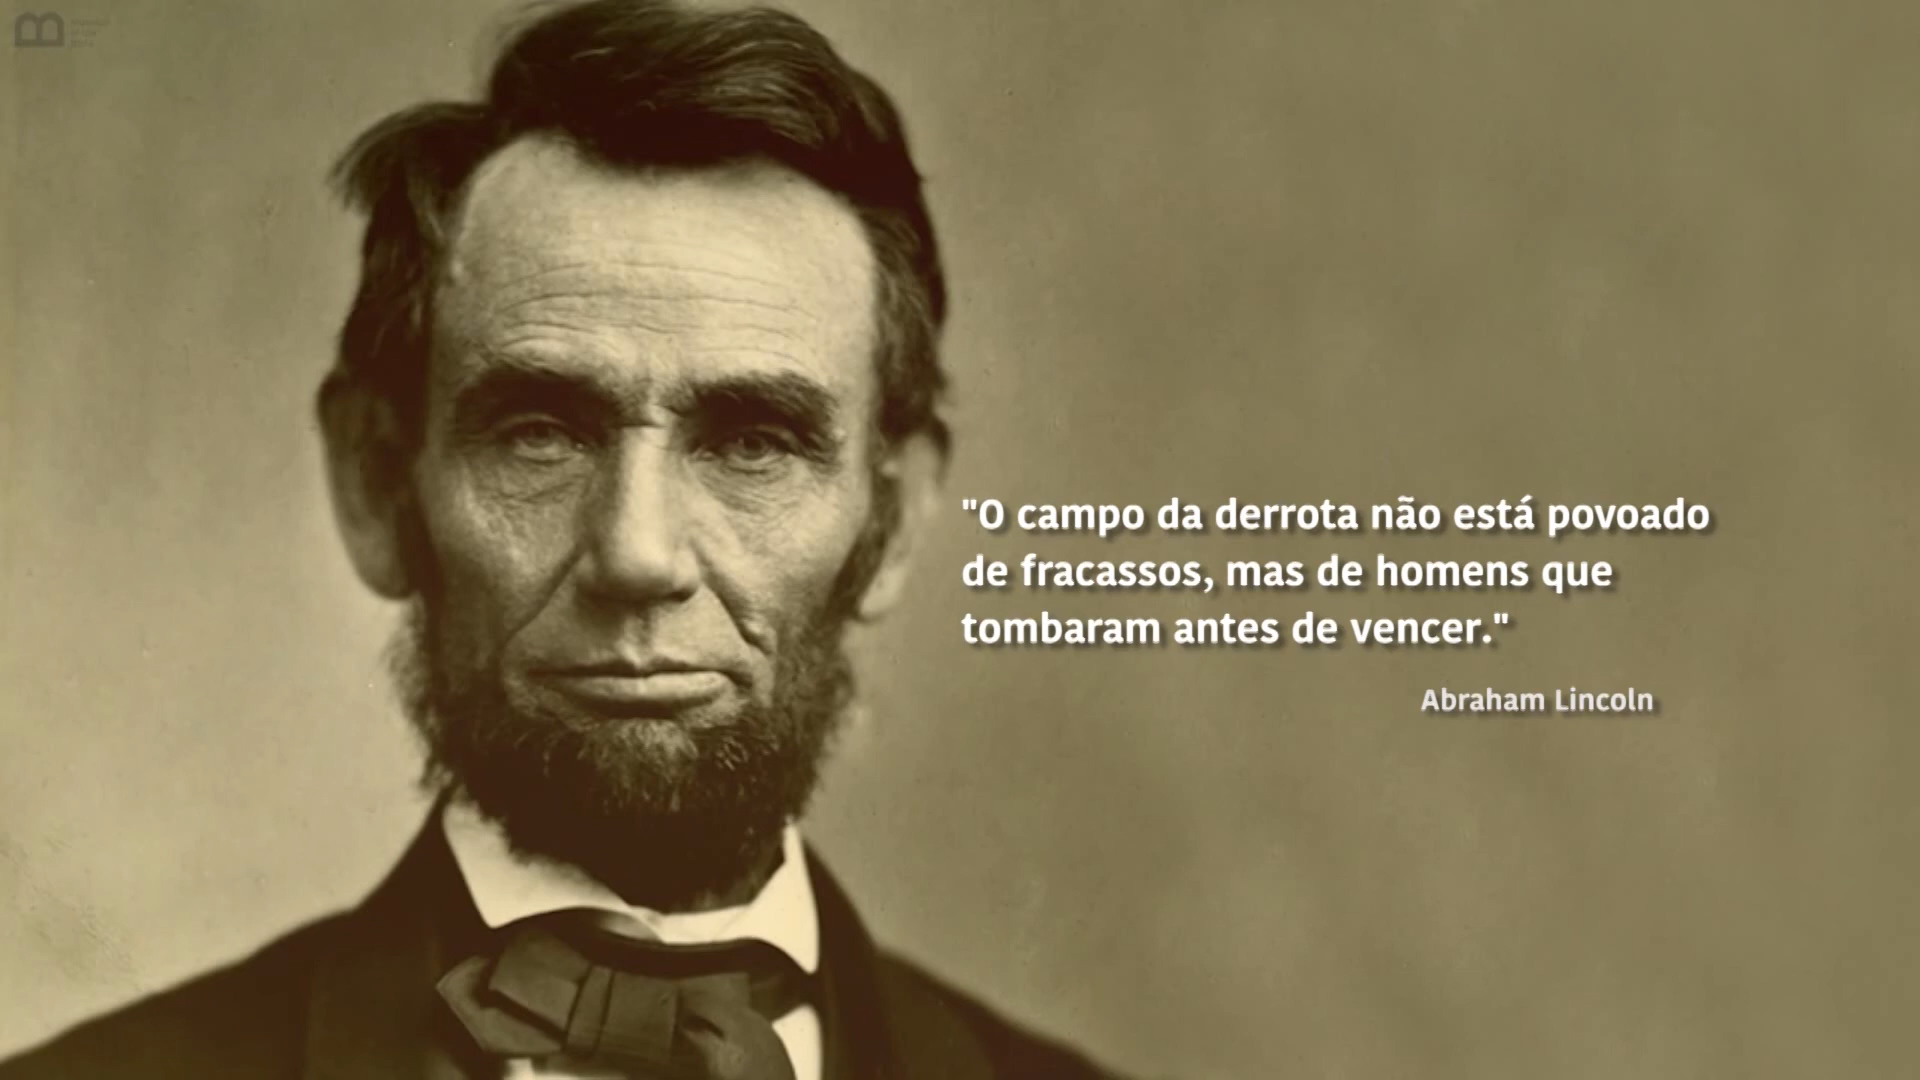 "O campo da derrota não está povoado
de fracassos, mas de homens que
tombaram antes de vencer."
Abraham Lincoln